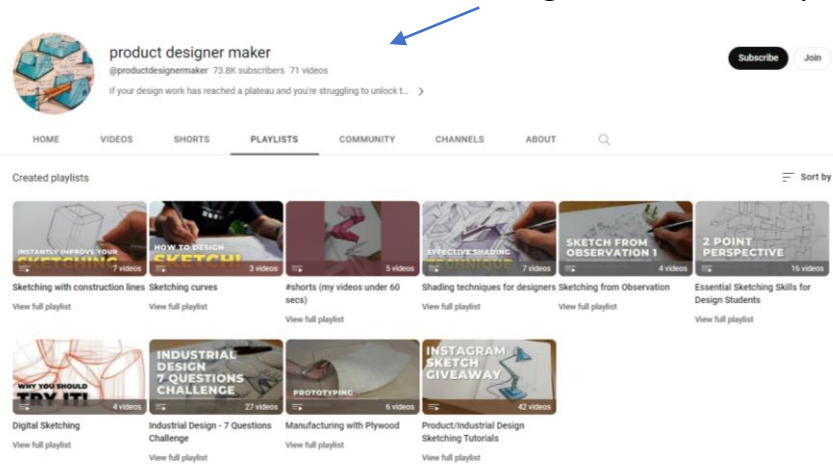 product designer maker
@productdesignermaker 73.8K subscribers 71 videos
If your design work has reached a plateau and you're struggling to unlock t...
Subscribe
Join
HOME VIDEOS SHORTS PLAYLISTS COMMUNITY CHANNELS ABOUT
Created playlists
Sort by
INSTANTLY IMPROVE YOUR
SKETCHING
7 videos
HOW TO DESIGN
SKETCH!
3 videos
5 videos
EFFECTIVE SHADING
TECHNIQUE
7 videos
SKETCH FROM
OBSERVATION 1
4 videos
2 POINT
PERSPECTIVE
16 videos
Sketching with construction lines
View full playlist
Sketching curves
View full playlist
#shorts (my videos under 60
secs)
View full playlist
Shading techniques for designers
View full playlist
Sketching from Observation
View full playlist
Essential Sketching Skills for
Design Students
View full playlist
WHY YOU SHOULD
TRY IT!
4 videos
INDUSTRIAL
DESIGN
7 QUESTIONS
CHALLENGE
27 videos
PROTOTYPING
6 videos
INSTAGRAM
SKETCH
GIVEAWAY
42 videos
Digital Sketching
View full playlist
Industrial Design - 7 Questions
Challenge
View full playlist
Manufacturing with Plywood
View full playlist
Product/Industrial Design
Sketching Tutorials
View full playlist